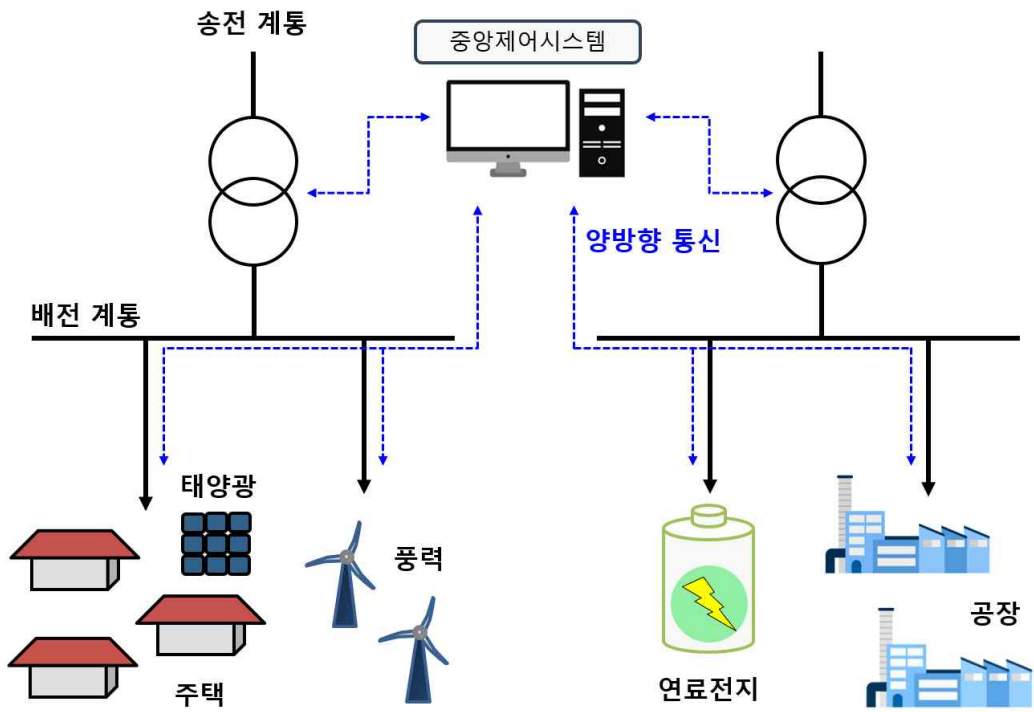 송전 계통
중앙제어시스템
양방향 통신
배전 계통
태양광
풍력
주택
연료전지
공장